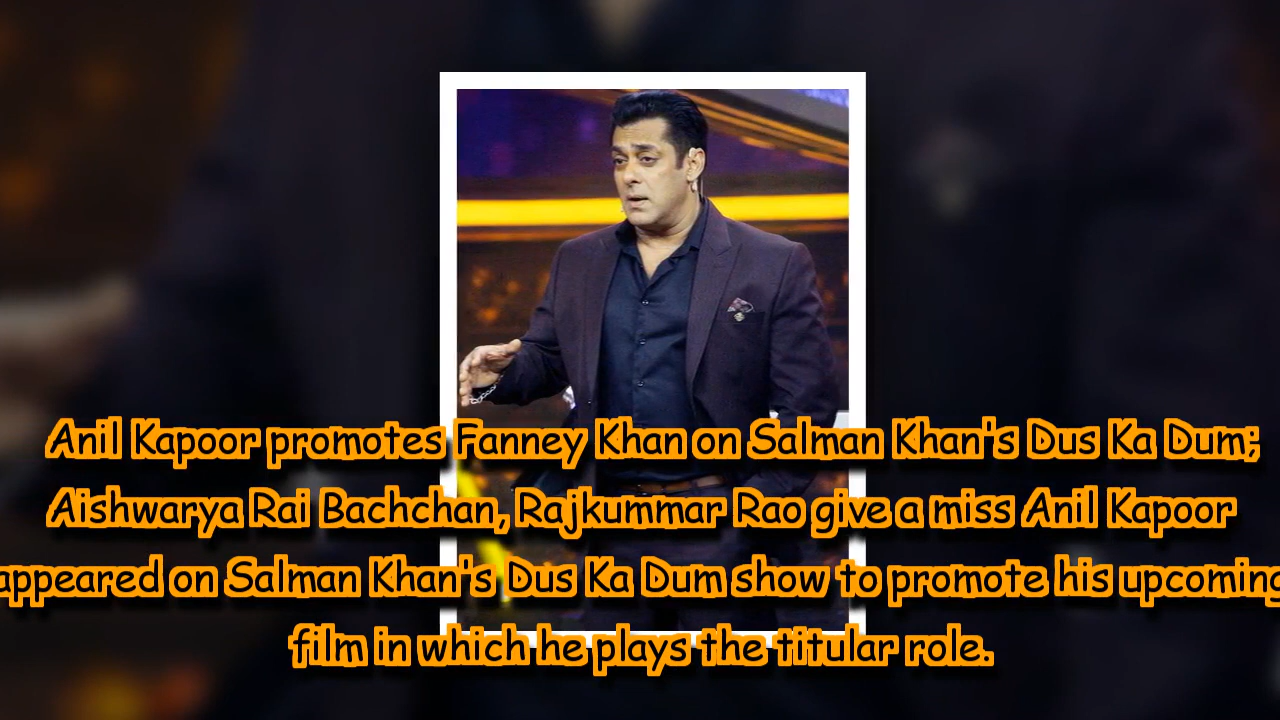 Anil Kapoor promotes Fanney Khan on Salman Khan's Dus Ka Dum;
Aishwarya Rai Bachchan, Rajkummar Rao give a miss Anil Kapoor
appeared on Salman Khan's Dus Ka Dum show to promote his upcoming
film in which he plays the titular role.